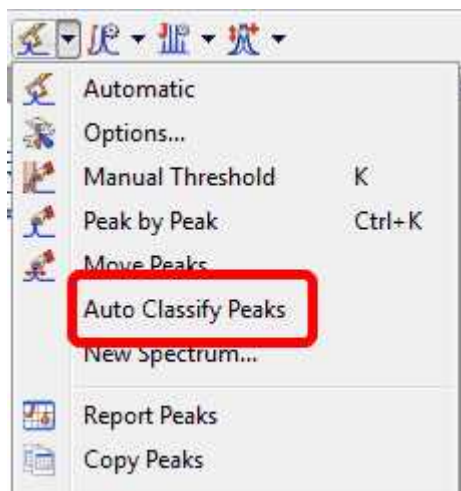 Automatic
Options...
Manual Threshold K
Peak by Peak Ctrl+K
Move Peaks
Auto Classify Peaks
New Spectrum...
Report Peaks
Copy Peaks